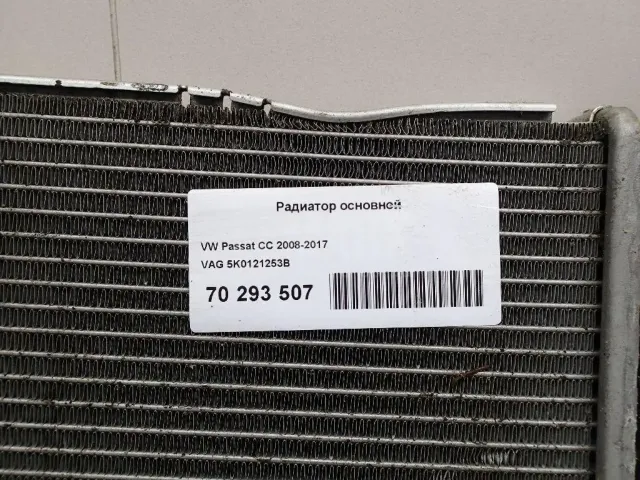 Радиатор основной
VW Passat CC 2008-2017
VAG 5K0121253B
70 293 507